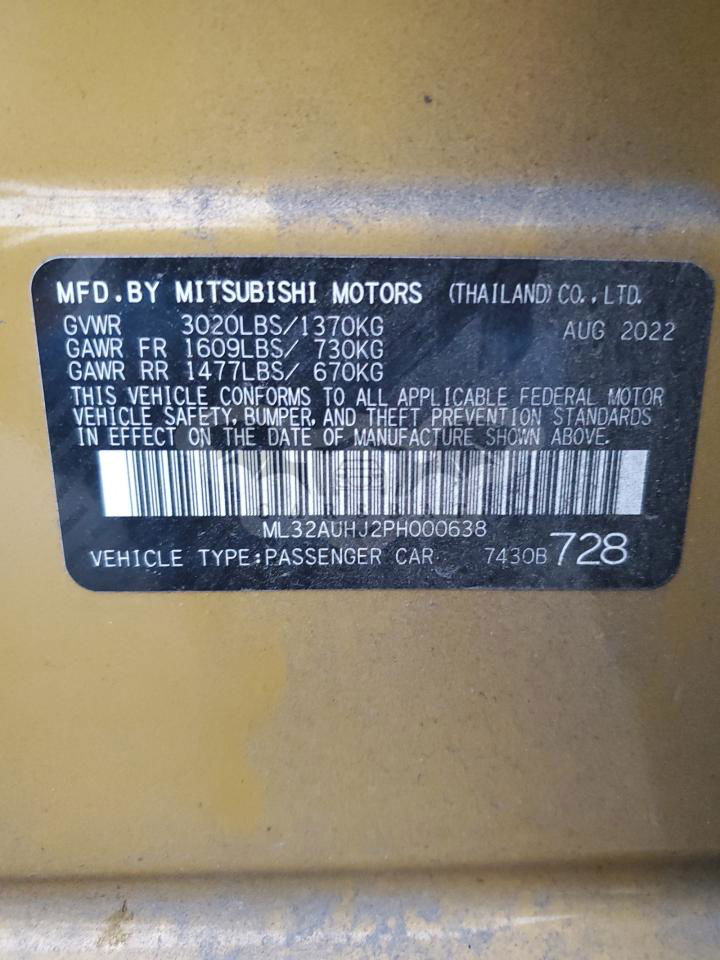 MFD.BY MITSUBISHI MOTORS (THAILAND)CO.,LTD.
GVWR 3020LBS/1370KG AUG 2022
GAWR FR 1609LBS/ 730KG
GAWR RR 1477LBS/ 670KG
THIS VEHICLE CONFORMS TO ALL APPLICABLE FEDERAL MOTOR
VEHICLE SAFETY, BUMPER, AND THEFT PREVENTION STANDARDS
IN EFFECT ON THE DATE OF MANUFACTURE SHOWN ABOVE.
ML32AUHJ2PH000638
VEHICLE TYPE:PASSENGER CAR 7430B 728